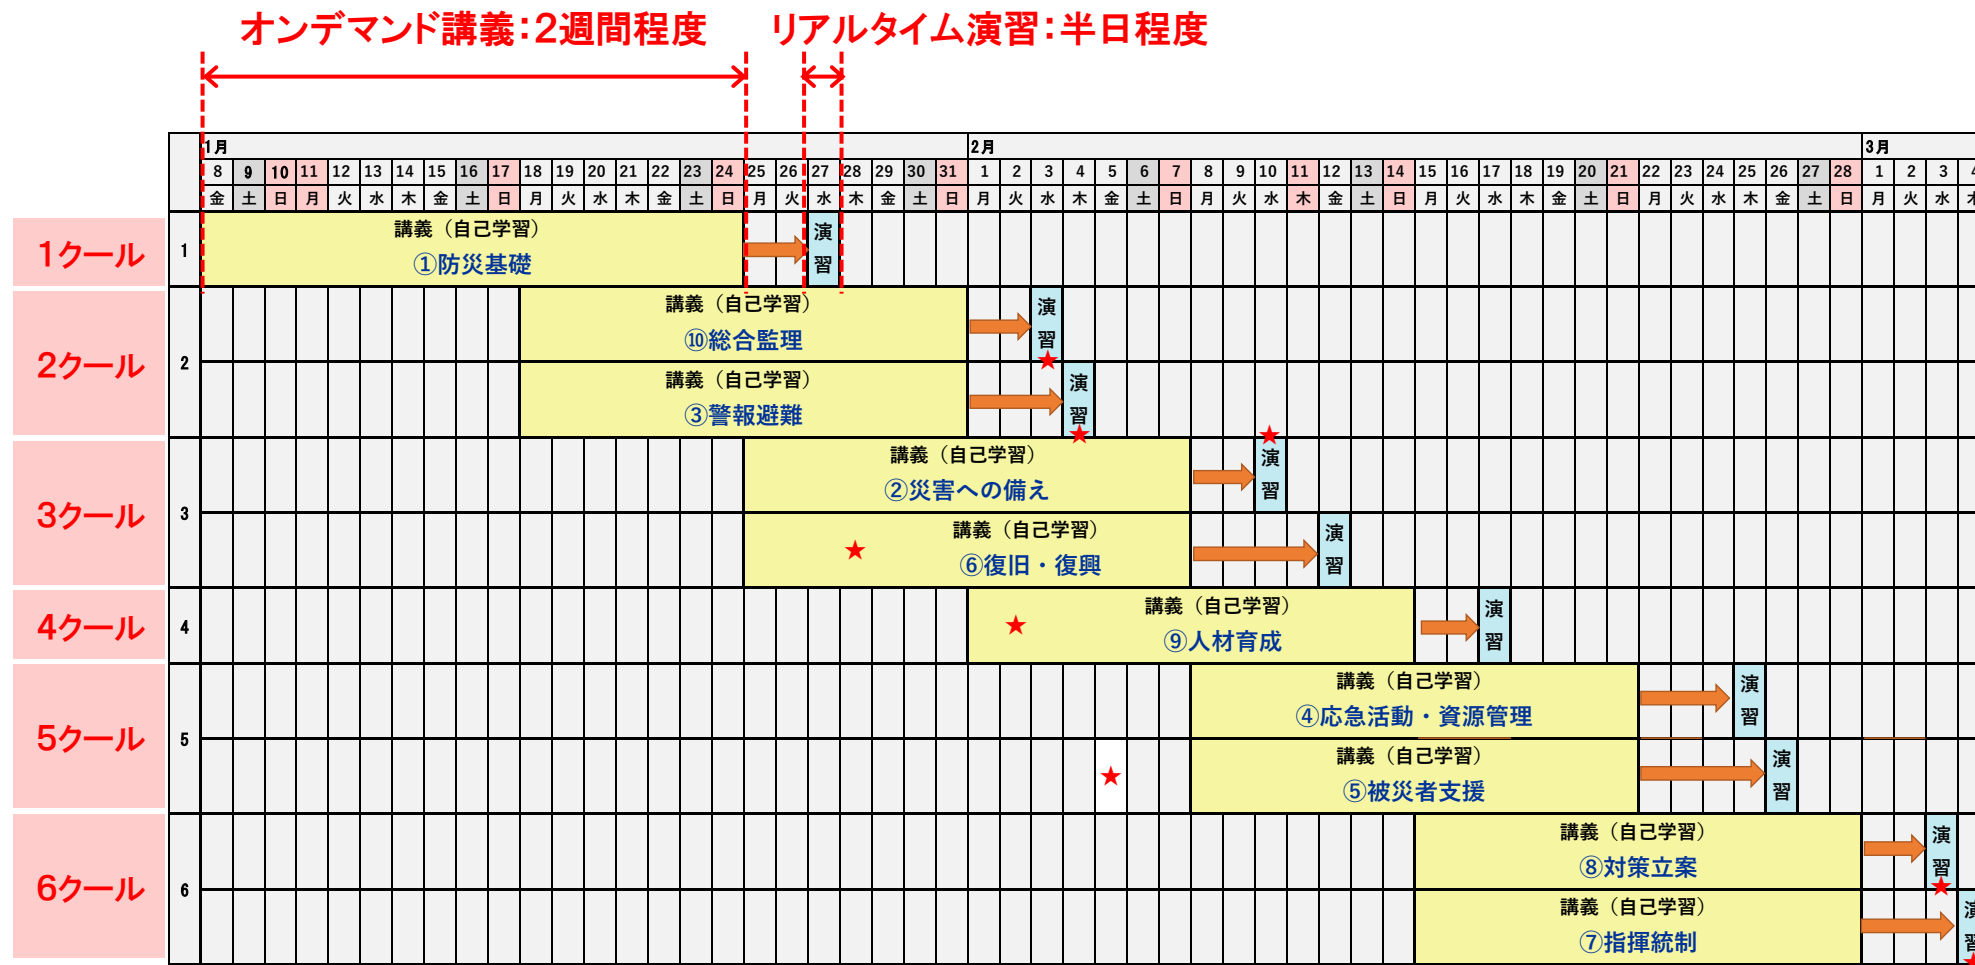 オンデマンド講義：2週間程度 リアルタイム演習：半日程度
1月 2月 3月
8 9 10 11 12 13 14 15 16 17 18 19 20 21 22 23 24 25 26 27 28 29 30 31 1 2 3 4 5 6 7 8 9 10 11 12 13 14 15 16 17 18 19 20 21 22 23 24 25 26 27 28 1 2 3 4
金 土 日 月 火 水 木 金 土 日 月 火 水 木 金 土 日 月 火 水 木 金 土 日 月 火 水 木 金 土 日 月 火 水 木 金 土 日 月 火 水 木 金 土 日 月 火 水 木 金 土 日 月 火 水 木
1クール 1
講義（自己学習）
①防災基礎
演習
2クール 2
講義（自己学習）
⑩総合監理
演習
★
講義（自己学習）
③警報避難
演習
★
3クール 3
★
講義（自己学習）
②災害への備え
演習
講義（自己学習）
★ ⑥復旧・復興
演習
4クール 4
講義（自己学習）
★ ⑨人材育成
演習
5クール 5
講義（自己学習）
④応急活動・資源管理
演習
講義（自己学習）
★ ⑤被災者支援
演習
6クール 6
講義（自己学習）
⑧対策立案
演習
★
講義（自己学習）
⑦指揮統制
演習
★